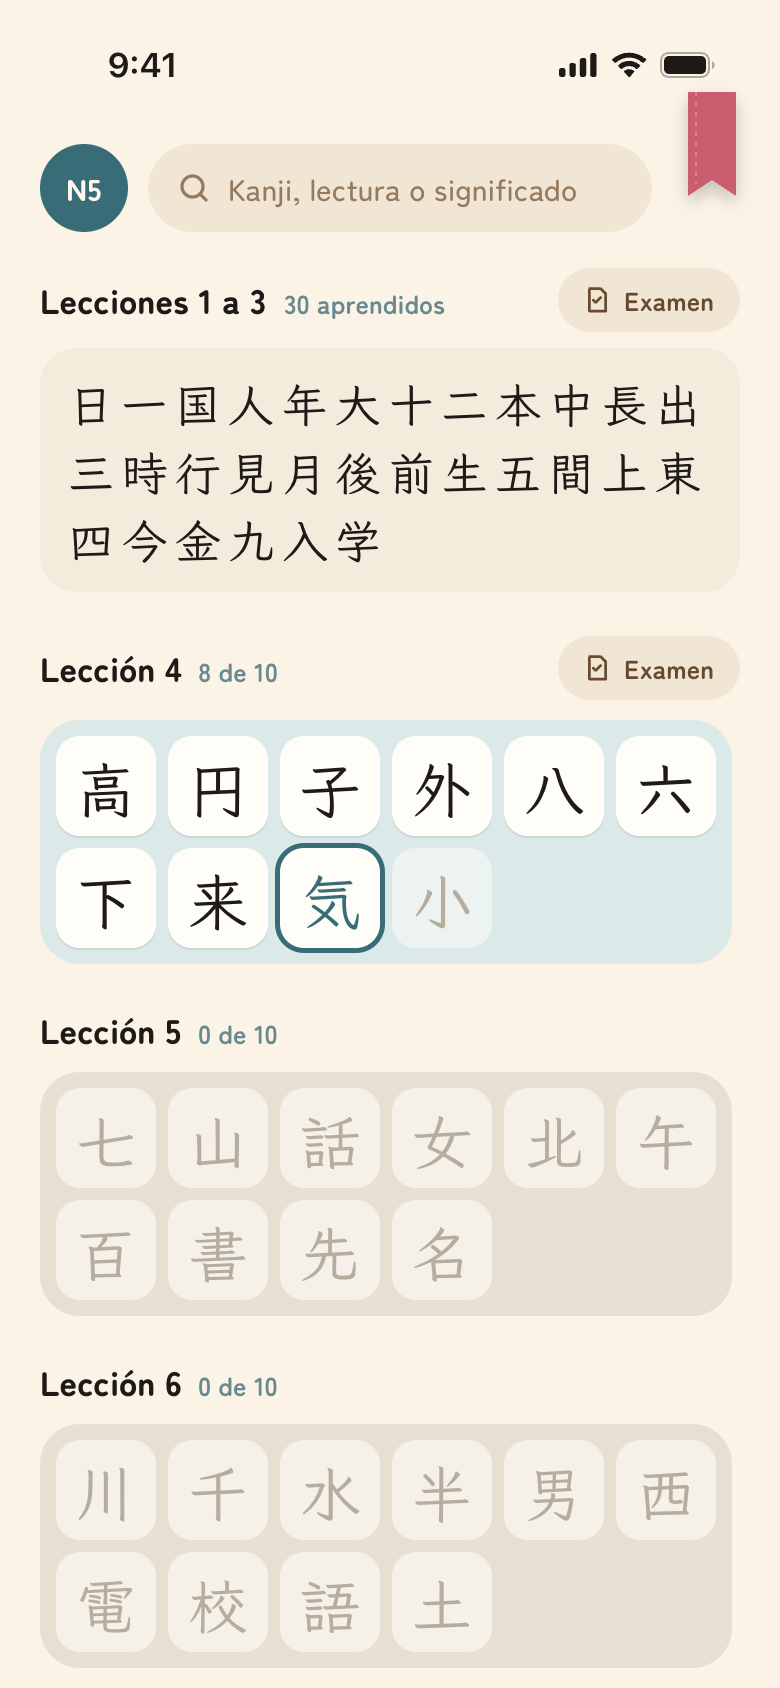 9:41
N5
Kanji, lectura o significado
Lecciones 1 a 3 30 aprendidos
Examen
日一国人年大十二本中長出
三時行見月後前生五間上東
四今金九入学
Lección 4 8 de 10
Examen
高 円 子 外 八 六
下 来 気 小
Lección 5 0 de 10
七 山 話 女 北 午
百 書 先 名
Lección 6 0 de 10
川 千 水 半 男 西
電 校 語 土